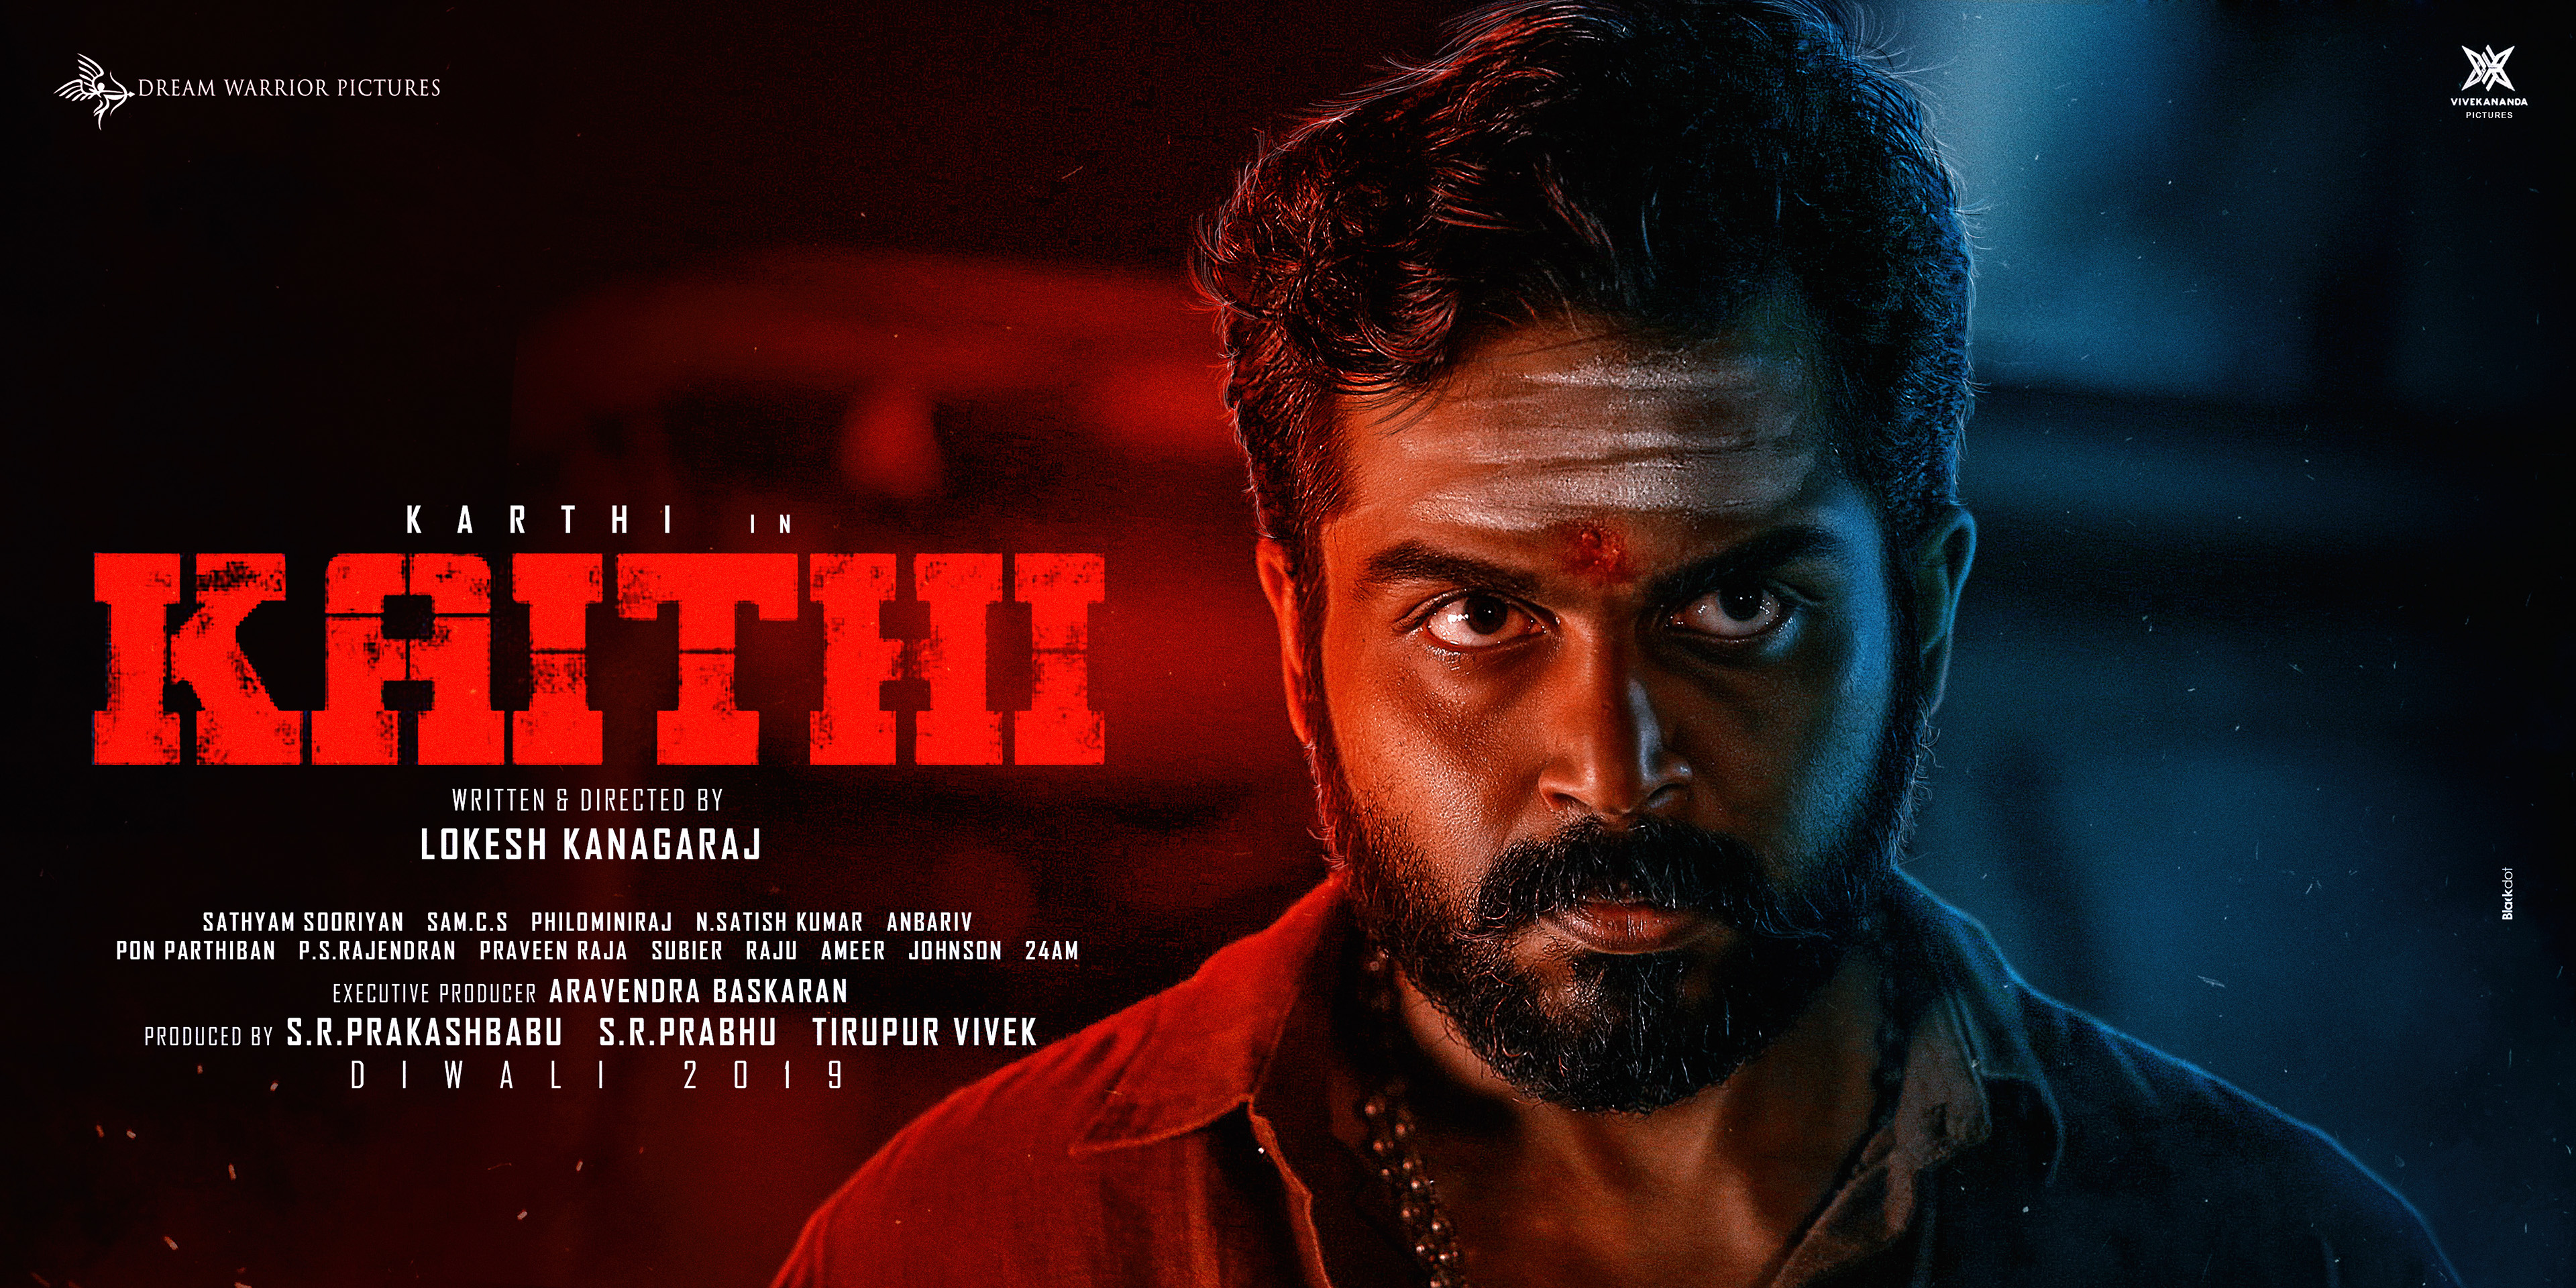 DREAM WARRIOR PICTURES
VIVEKANANDA
PICTURES
KARTHI IN
KAITHI
WRITTEN & DIRECTED BY
LOKESH KANAGARAJ
SATHYAM SOORIYAN SAM.C.S PHILOMINIRAJ N.SATISH KUMAR ANBARIV
PON PARTHIBAN P.S.RAJENDRAN PRAVEEN RAJA SUBIER RAJU AMEER JOHNSON 24AM
EXECUTIVE PRODUCER ARAVENDRA BASKARAN
PRODUCED BY S.R.PRAKASHBABU S.R.PRABHU TIRUPUR VIVEK
DIWALI 2019
Blackdot